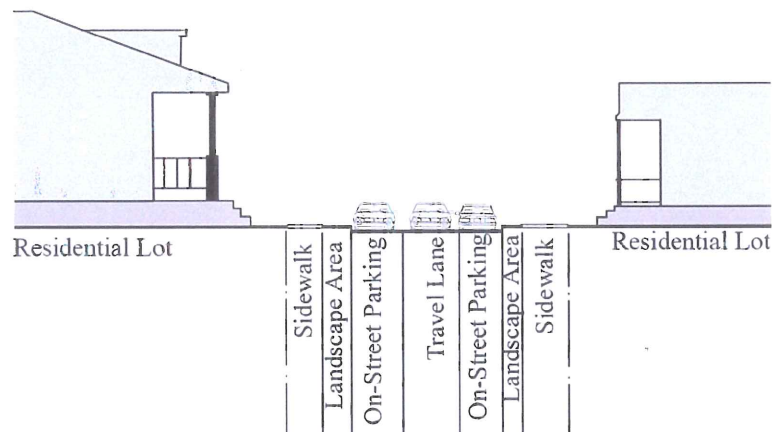 Residential Lot
Sidewalk
Landscape Area
On-Street Parking
Travel Lane
On-Street Parking
Landscape Area
Sidewalk
Residential Lot